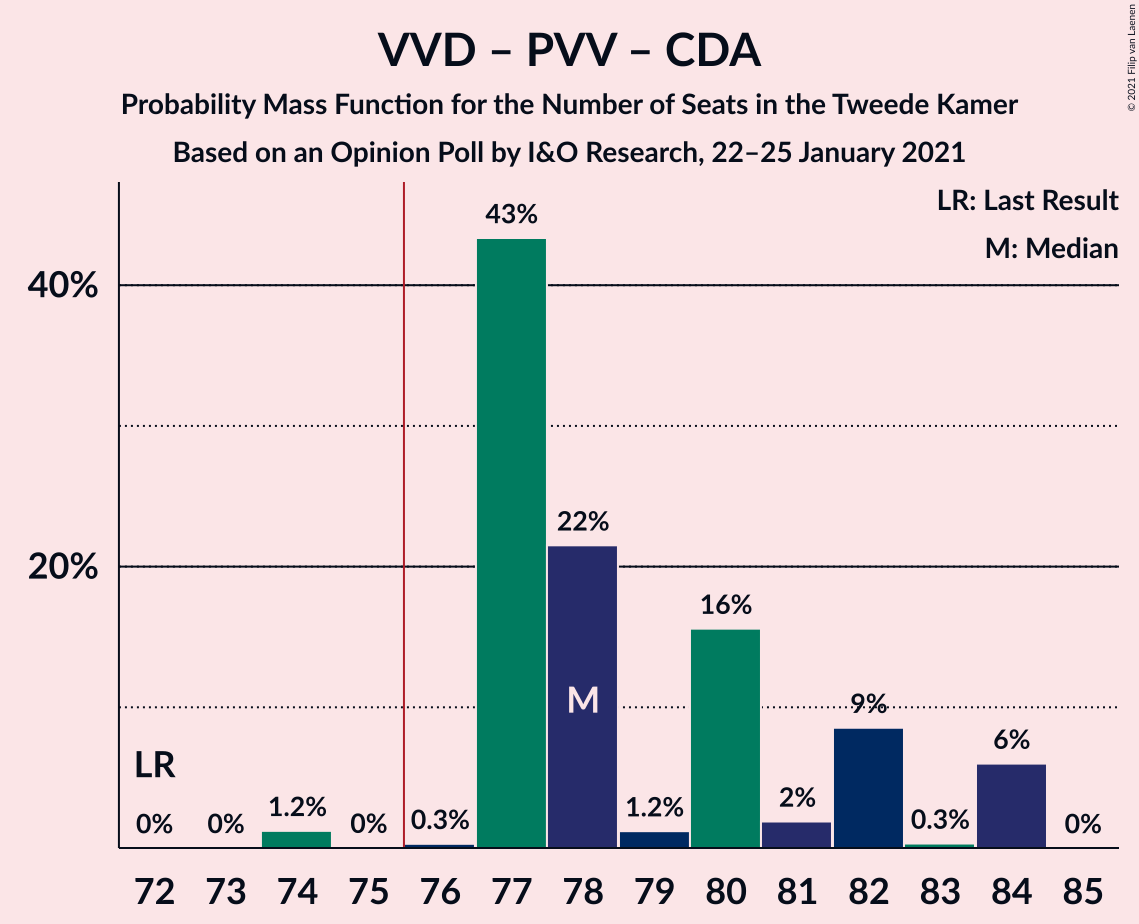 VVD – PVV – CDA
Probability Mass Function for the Number of Seats in the Tweede Kamer
Based on an Opinion Poll by I&O Research, 22–25 January 2021
© 2021 Filip van Laenen
LR: Last Result
M: Median
40%
20%
43%
22%
16%
9%
6%
2%
1.2%
1.2%
0.3%
0.3%
0%
0%
0%
0%
LR
M
72 73 74 75 76 77 78 79 80 81 82 83 84 85